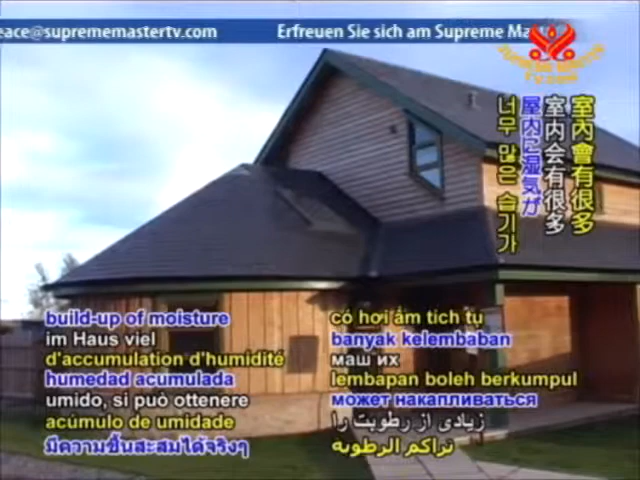 eace@suprememastertv.com
Erfreuen Sie sich am Supreme Ma
SUPREME MASTER
TV.COM
室內會有很多
室内会有很多
屋内に湿気が
너무 많은 습기가
build-up of moisture
im Haus viel
d'accumulation d'humidité
humedad acumulada
umido, si può ottenere
acúmulo de umidade
มีความชื้นสะสมได้จริงๆ
có hơi ẩm tích tụ
banyak kelembaban
маш их
lembapan boleh berkumpul
может накапливаться
زیادی از رطوبت را
تراكم الرطوبة